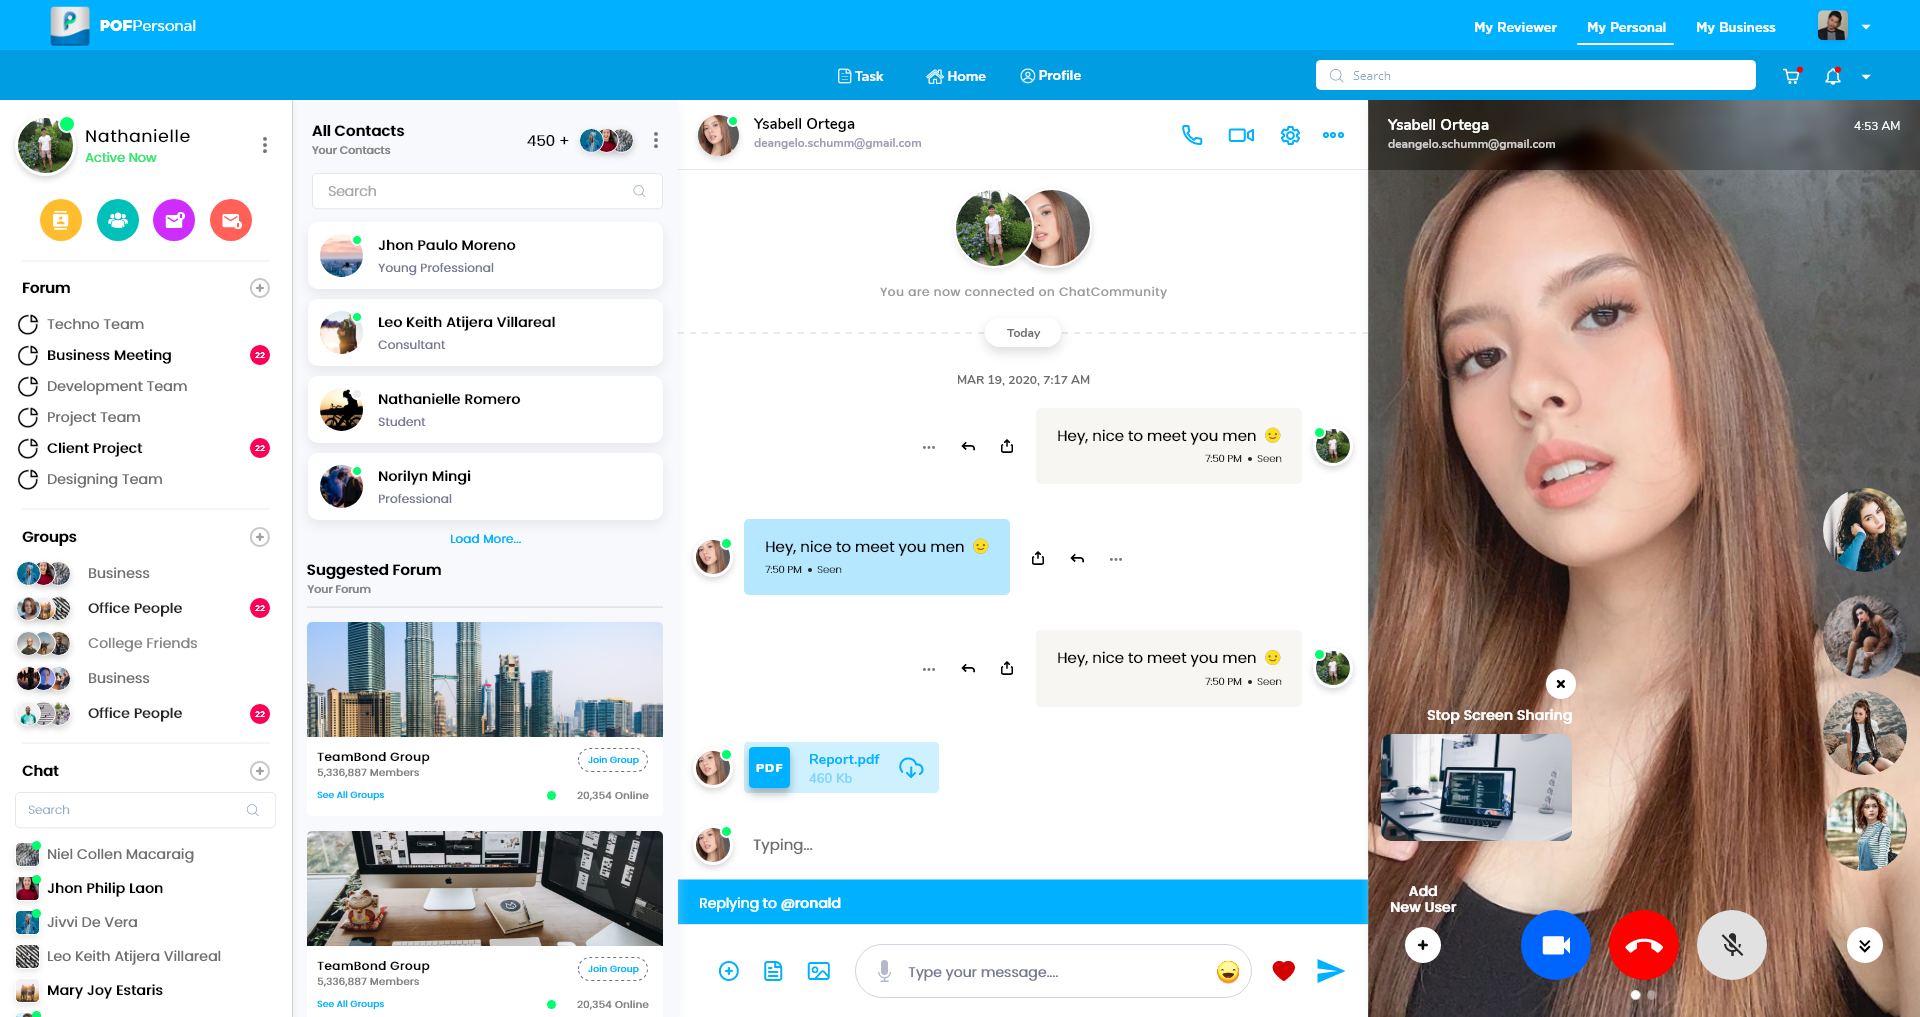 POFPersonal
My Reviewer
My Personal
My Business
Task
Home
Profile
Search
Nathanielle
Active Now
Forum
Techno Team
Business Meeting
22
Development Team
Project Team
Client Project
22
Designing Team
Groups
Business
Office People
22
College Friends
Business
Office People
22
Chat
Search
Niel Collen Macaraig
Jhon Philip Laon
Jivvi De Vera
Leo Keith Atijera Villareal
Mary Joy Estaris
All Contacts
Your Contacts
450 +
Search
Jhon Paulo Moreno
Young Professional
Leo Keith Atijera Villareal
Consultant
Nathanielle Romero
Student
Norilyn Mingi
Professional
Load More...
Suggested Forum
Your Forum
TeamBond Group
5,336,887 Members
Join Group
See All Groups
20,354 Online
TeamBond Group
5,336,887 Members
Join Group
See All Groups
20,354 Online
Ysabell Ortega
deangelo.schumm@gmail.com
You are now connected on ChatCommunity
Today
MAR 19, 2020, 7:17 AM
Hey, nice to meet you men
7:50 PM • Seen
Hey, nice to meet you men
7:50 PM • Seen
Hey, nice to meet you men
7:50 PM • Seen
PDF
Report.pdf
460 Kb
Typing...
Replying to @ronald
Type your message....
Ysabell Ortega
deangelo.schumm@gmail.com
4:53 AM
Stop Screen Sharing
Add
New User